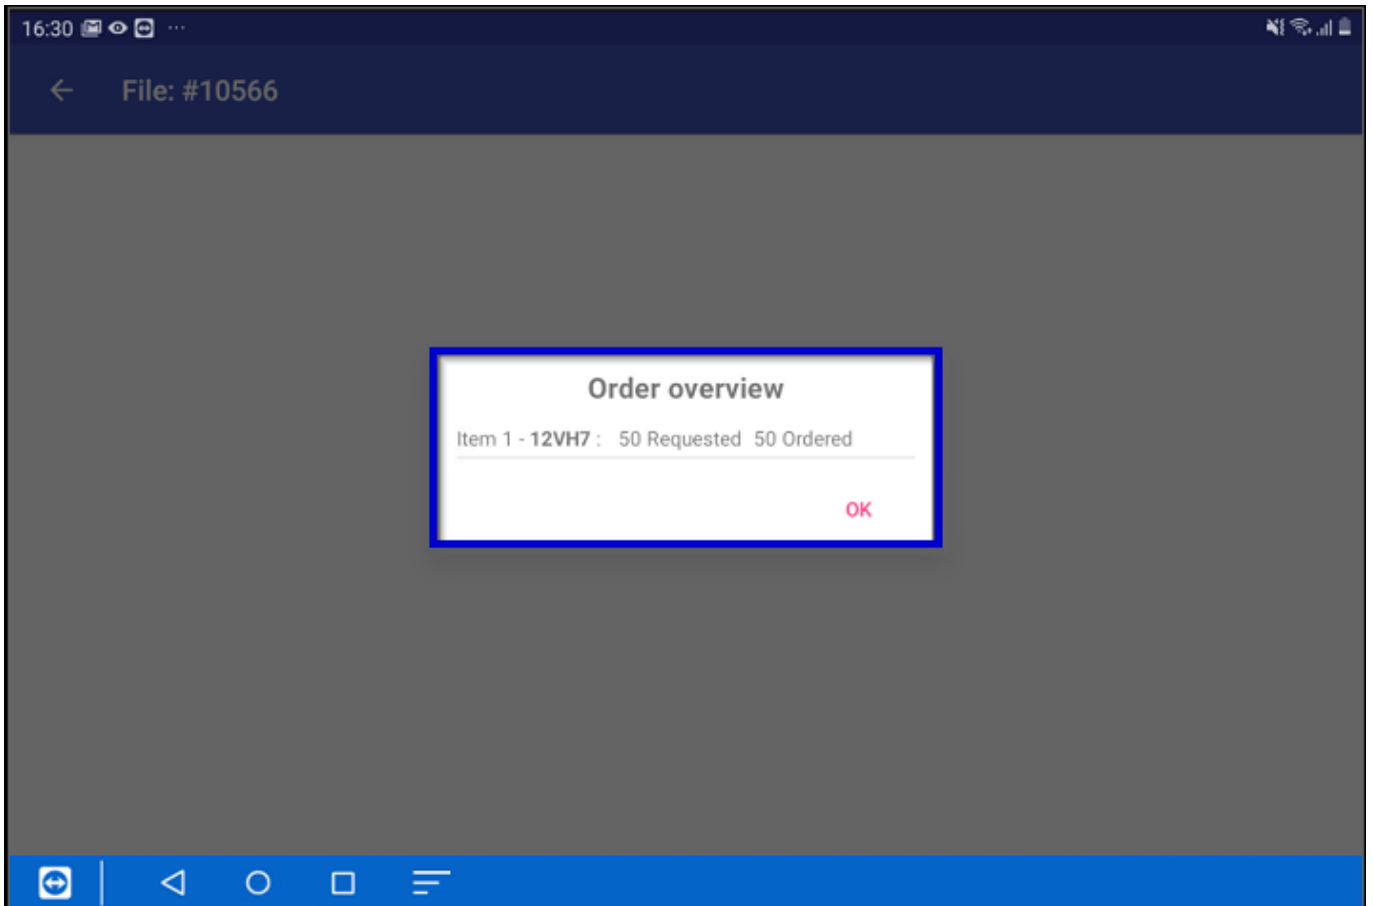 16:30
File: #10566
Order overview
Item 1 - 12VH7 : 50 Requested 50 Ordered
OK